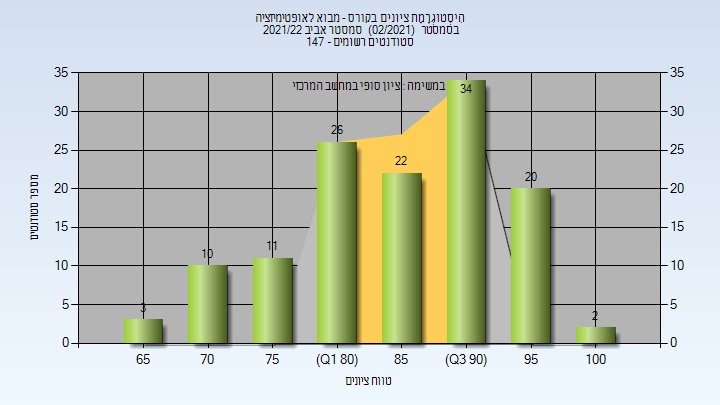 היסטוגרמת ציונים בקורס - מבוא לאופטימיזציה
בסמסטר (02/2021) סמסטר אביב 2021/22
סטודנטים רשומים - 147
במשימה : ציון סופי במחשב המרכזי
35 35
34
30 30
26
25 25
22
20 20
20
15 15
11
10
10 10
5 5
3
2
0 0
מספר סטודנטים
65 70 75 (Q1 80) 85 (Q3 90) 95 100
טווח ציונים